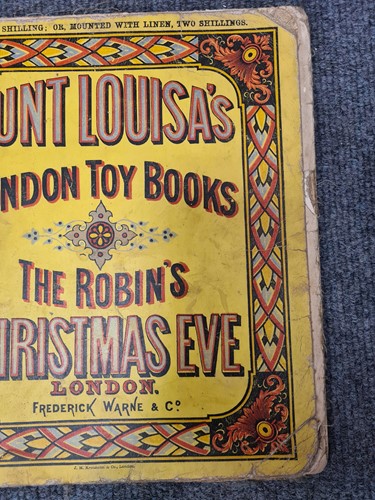 SHILLING; OR, MOUNTED WITH LINEN, TWO SHILLINGS.
UNT LOUISA'S
NDON TOY BOOKS
THE ROBIN'S
HRISTMAS EVE
LONDON.
FREDERICK WARNE & Co.